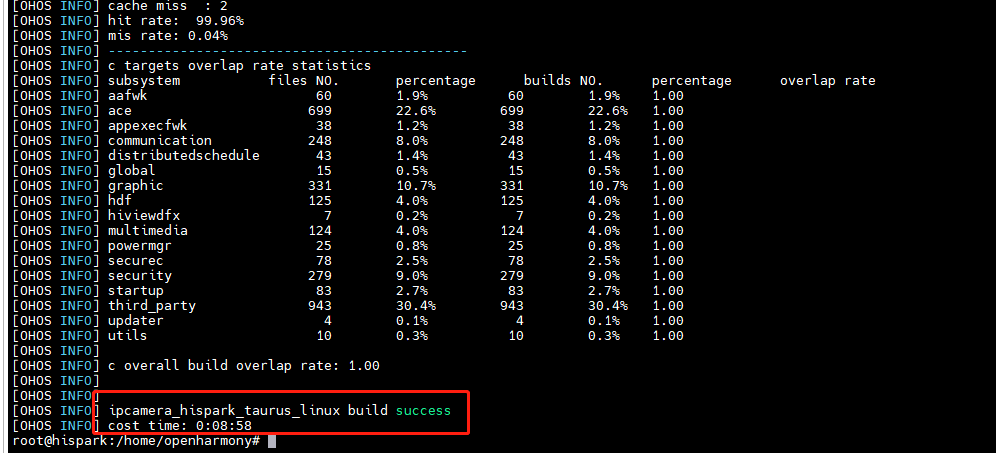 [OHOS INFO] cache miss  : 2
[OHOS INFO] hit rate:  99.96%
[OHOS INFO] mis rate: 0.04%
[OHOS INFO] ---------------------------------------------
[OHOS INFO] c targets overlap rate statistics
[OHOS INFO] subsystem files NO. percentage builds NO. percentage overlap rate
[OHOS INFO] aafwk 60 1.9% 60 1.9% 1.00
[OHOS INFO] ace 699 22.6% 699 22.6% 1.00
[OHOS INFO] appexecfwk 38 1.2% 38 1.2% 1.00
[OHOS INFO] communication 248 8.0% 248 8.0% 1.00
[OHOS INFO] distributedschedule 43 1.4% 43 1.4% 1.00
[OHOS INFO] global 15 0.5% 15 0.5% 1.00
[OHOS INFO] graphic 331 10.7% 331 10.7% 1.00
[OHOS INFO] hdf 125 4.0% 125 4.0% 1.00
[OHOS INFO] hiviewdfx 7 0.2% 7 0.2% 1.00
[OHOS INFO] multimedia 124 4.0% 124 4.0% 1.00
[OHOS INFO] powermgr 25 0.8% 25 0.8% 1.00
[OHOS INFO] securec 78 2.5% 78 2.5% 1.00
[OHOS INFO] security 279 9.0% 279 9.0% 1.00
[OHOS INFO] startup 83 2.7% 83 2.7% 1.00
[OHOS INFO] third_party 943 30.4% 943 30.4% 1.00
[OHOS INFO] updater 4 0.1% 4 0.1% 1.00
[OHOS INFO] utils 10 0.3% 10 0.3% 1.00
[OHOS INFO]
[OHOS INFO] c overall build overlap rate: 1.00
[OHOS INFO]
[OHOS INFO]
[OHOS INFO] ipcamera_hispark_taurus_linux build success
[OHOS INFO] cost time: 0:08:58
root@hispark:/home/openharmony#